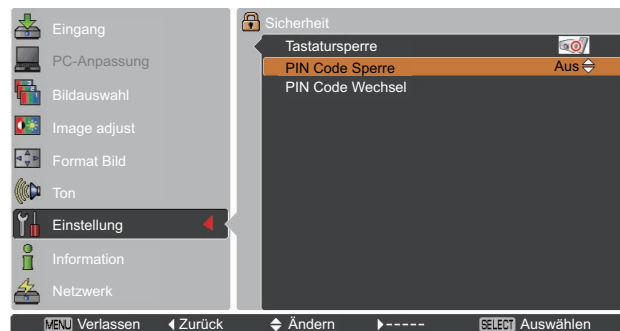 Eingang
PC-Anpassung
Bildauswahl
Image adjust
Format Bild
Ton
Einstellung
Information
Netzwerk
Sicherheit
Tastatursperre
PIN Code Sperre Aus
PIN Code Wechsel
MENU Verlassen Zurück Ändern ----- SELECT Auswählen